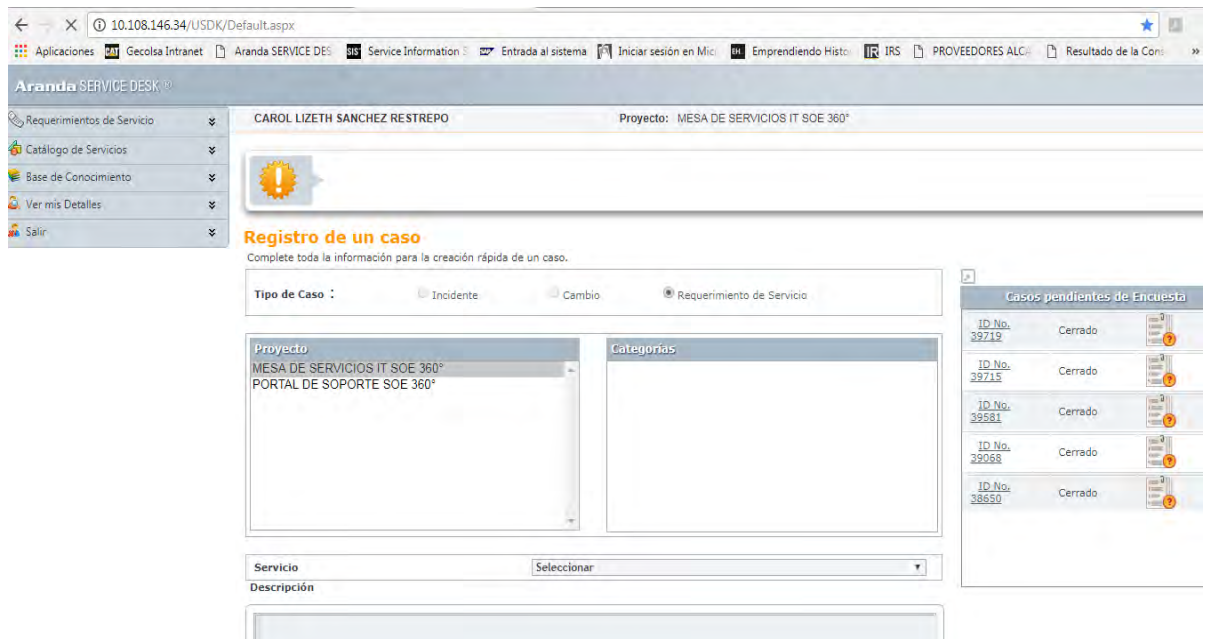 10.108.146.34/USDK/Default.aspx
Aplicaciones Gecolsa Intranet Aranda SERVICE DES SIS Service Information S Entrada al sistema Iniciar sesión en Mic EH. Emprendiendo Histo IR IRS PROVEEDORES ALCA Resultado de la Con »
Aranda SERVICE DESK ®
Requerimientos de Servicio
Catálogo de Servicios
Base de Conocimiento
Ver mis Detalles
Salir
CAROL LIZETH SANCHEZ RESTREPO Proyecto: MESA DE SERVICIOS IT SOE 360°
Registro de un caso
Complete toda la información para la creación rápida de un caso.
Tipo de Caso : Incidente Cambio Requerimiento de Servicio
Proyecto
MESA DE SERVICIOS IT SOE 360°
PORTAL DE SOPORTE SOE 360°
Categorías
Servicio Seleccionar
Descripción
Casos pendientes de Encuesta
ID No. 
39719 Cerrado
ID No.
39715 Cerrado
ID No.
39581 Cerrado
ID No.
39068 Cerrado
ID No.
38650 Cerrado